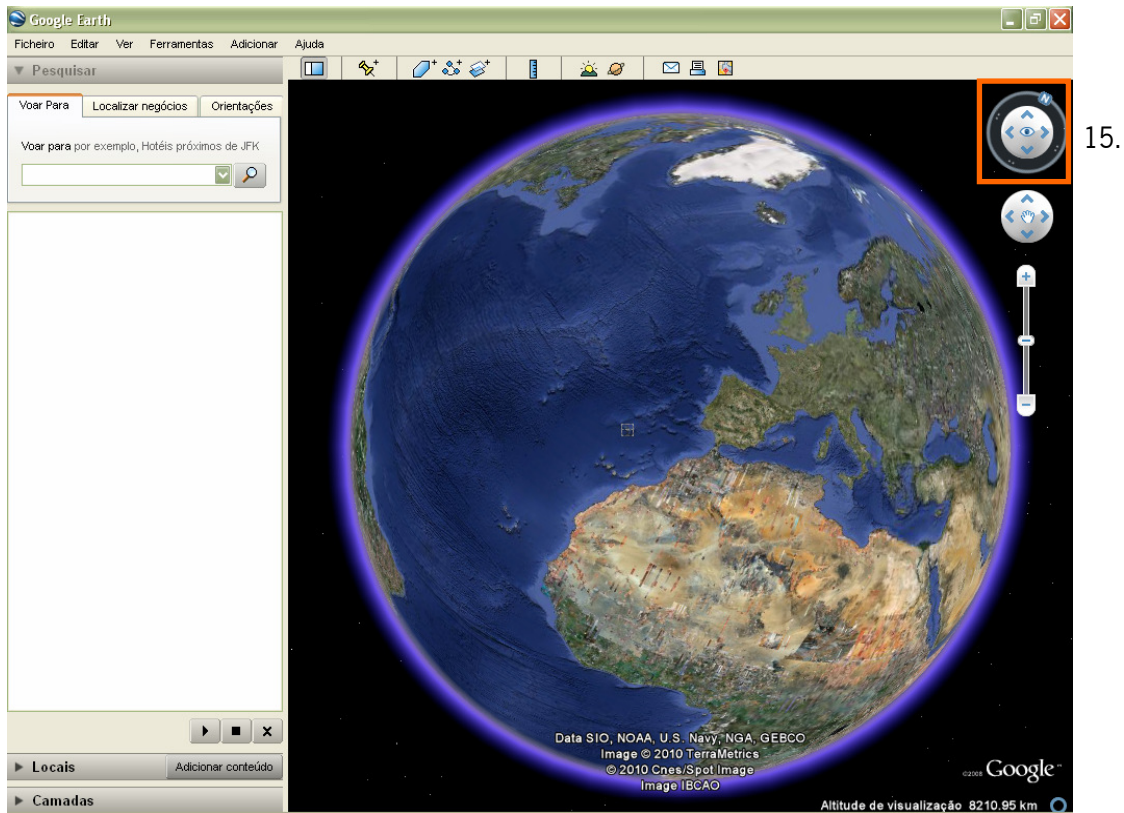 Google Earth
Ficheiro Editar Ver Ferramentas Adicionar Ajuda
Pesquisar
Voar Para Localizar negócios Orientações
Voar para por exemplo, Hotéis próximos de JFK
N
15.
Data SIO, NOAA, U.S. Navy, NGA, GEBCO
Image © 2010 TerraMetrics
© 2010 Cnes/Spot Image
Image IBCAO
Locais Adicionar conteúdo
©2008 Google
Camadas
Altitude de visualização 8210.95 km